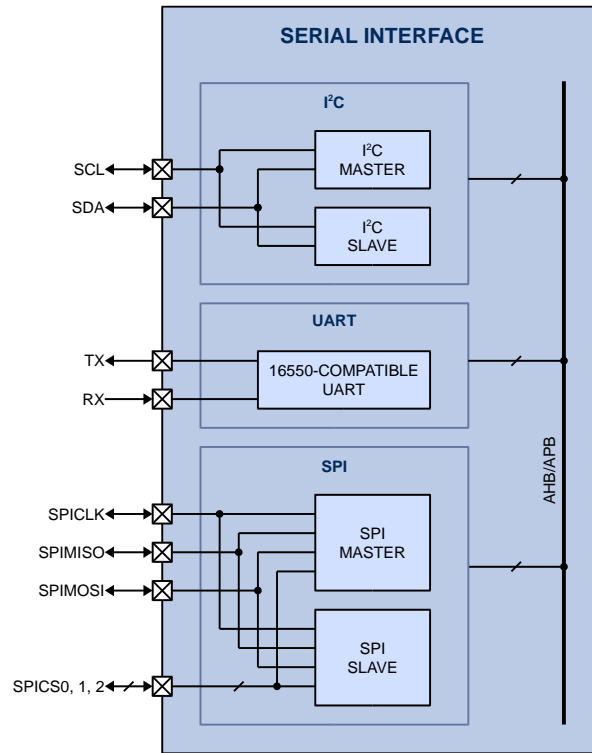 SERIAL INTERFACE
I²C
I²C
MASTER
SCL
SDA
I²C
SLAVE
UART
TX
16550-COMPATIBLE
UART
RX
SPI
AHB/APB
SPICLK
SPI
MASTER
SPIMISO
SPIMOSI
SPI
SLAVE
SPICS0, 1, 2